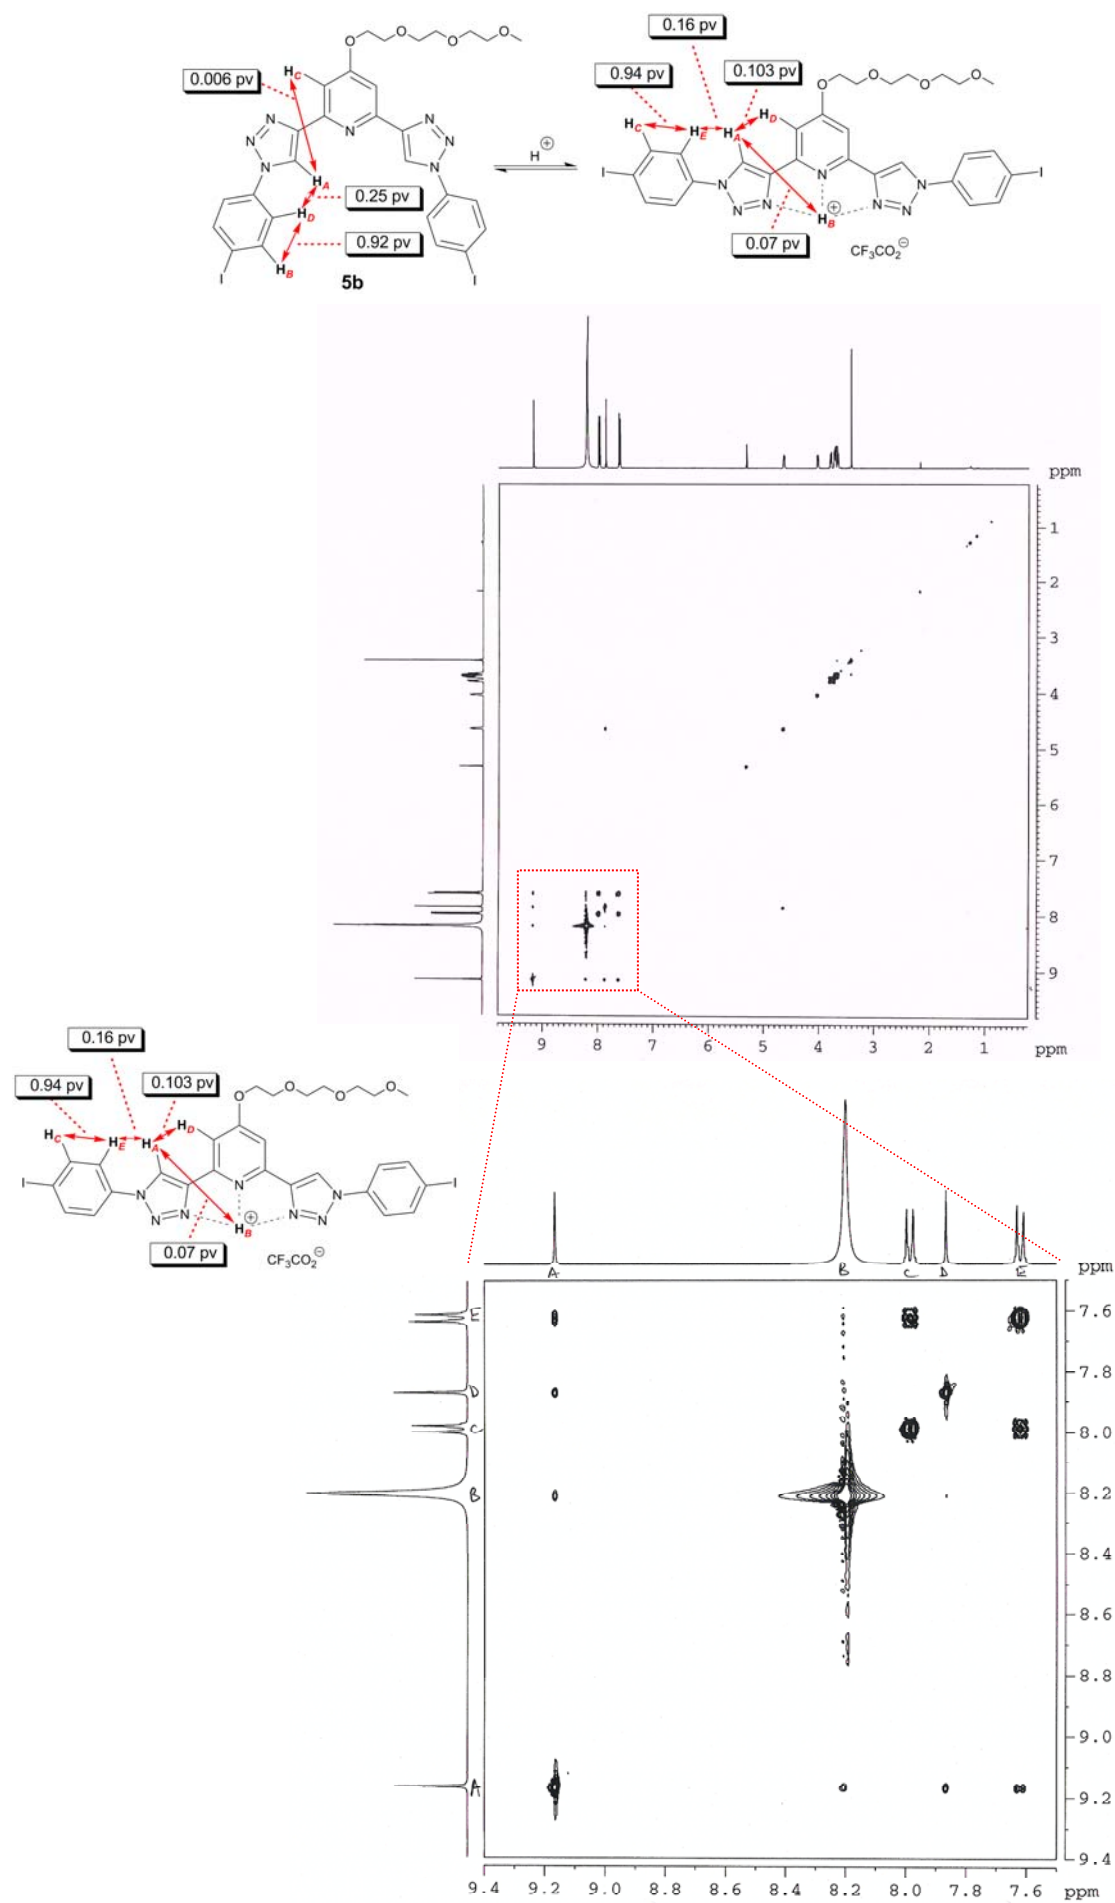 0.16 pv
0.006 pv
0.94 pv
0.103 pv
O O O O
O O O O
H C
H D
H C
H E
H A
N N N
N
N N N
H ⊕
H A
0.25 pv
H D
0.92 pv
H B
I
I
5b
I
N N N
N
N N N
I
H B ⊕
0.07 pv
CF3CO2⊖
ppm
1
2
3
4
5
6
7
8
9
9 8 7 6 5 4 3 2 1 ppm
0.16 pv
0.94 pv
0.103 pv
O O O O
H C
H E
H A
H D
I
N N N
N
N N N
I
H B ⊕
0.07 pv
CF3CO2⊖
A B C D E
ppm
E
D
C
B
A
7.6
7.8
8.0
8.2
8.4
8.6
8.8
9.0
9.2
9.4
9.4 9.2 9.0 8.8 8.6 8.4 8.2 8.0 7.8 7.6 ppm